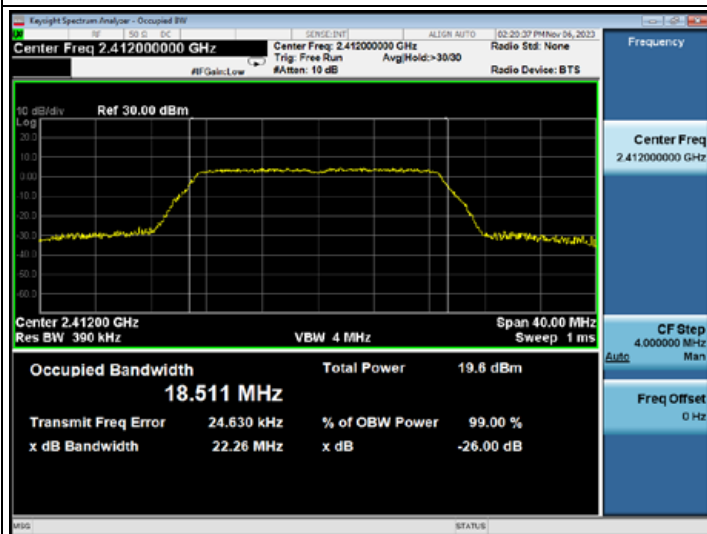 Keysight Spectrum Analyzer - Occupied BW
RF 50 Ω DC SENSE:INT ALIGN AUTO 02:20:37 PM Nov 06, 2023
Center Freq 2.412000000 GHz
Center Freq: 2.412000000 GHz
Radio Std: None
Trig: Free Run Avg|Hold:>30/30
#IFGain:Low
#Atten: 10 dB
Radio Device: BTS
Frequency
10 dB/div Ref 30.00 dBm
Log
20.0
10.0
0.00
-10.0
-20.0
-30.0
-40.0
-50.0
-60.0
Center 2.41200 GHz Span 40.00 MHz
Res BW 390 kHz VBW 4 MHz Sweep 1 ms
Occupied Bandwidth Total Power 19.6 dBm
18.511 MHz
Transmit Freq Error 24.630 kHz % of OBW Power 99.00 %
x dB Bandwidth 22.26 MHz x dB -26.00 dB
Center Freq
2.412000000 GHz
CF Step
4.000000 MHz
Auto Man
Freq Offset
0 Hz
MSG STATUS